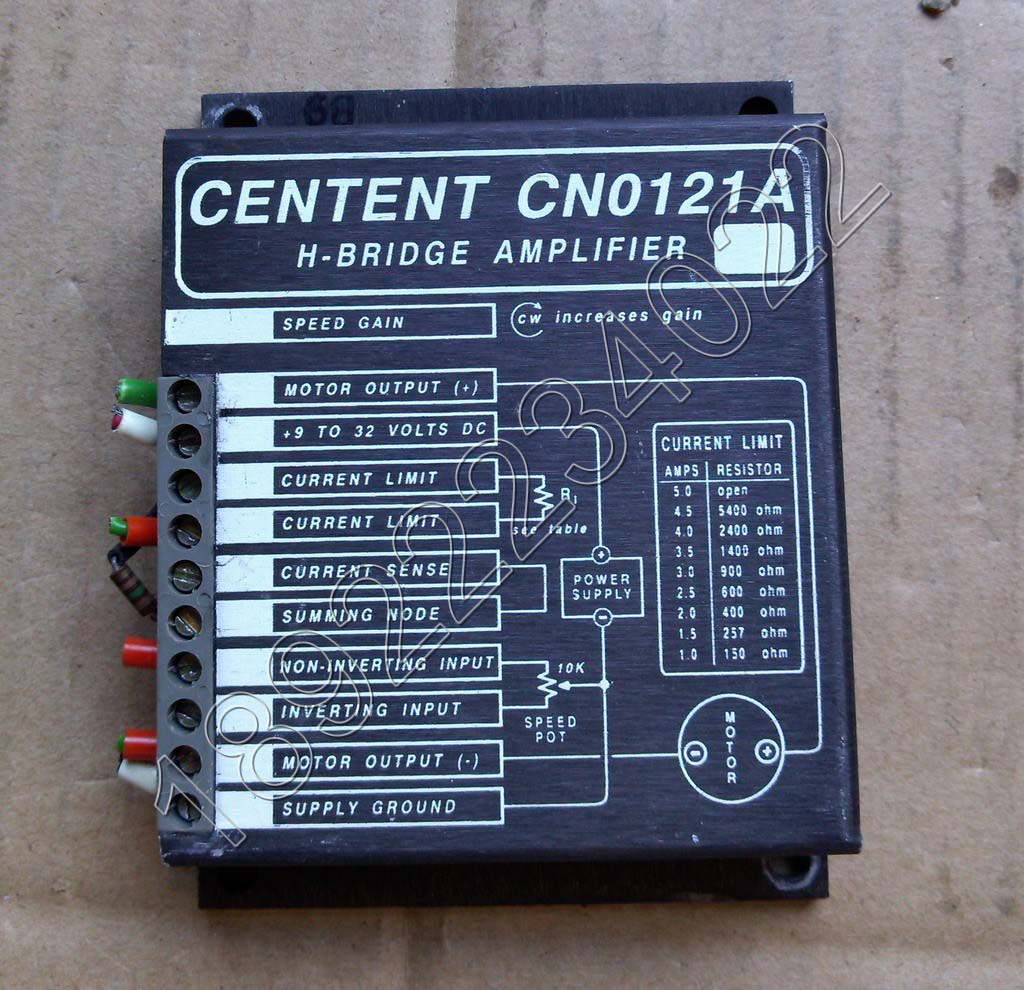 68
CENTENT CN0121A
H-BRIDGE AMPLIFIER
SPEED GAIN
CW increases gain
MOTOR OUTPUT (+)
+9 TO 32 VOLTS DC
CURRENT LIMIT
CURRENT LIMIT
CURRENT SENSE
SUMMING NODE
NON-INVERTING INPUT
INVERTING INPUT
MOTOR OUTPUT (-)
SUPPLY GROUND
R1
see table
+
POWER
SUPPLY
-
10K
SPEED
POT
CURRENT LIMIT
AMPS RESISTOR
5.0 open
4.5 5400 ohm
4.0 2400 ohm
3.5 1400 ohm
3.0 900 ohm
2.5 600 ohm
2.0 400 ohm
1.5 257 ohm
1.0 150 ohm
- MOTOR +
18922234022